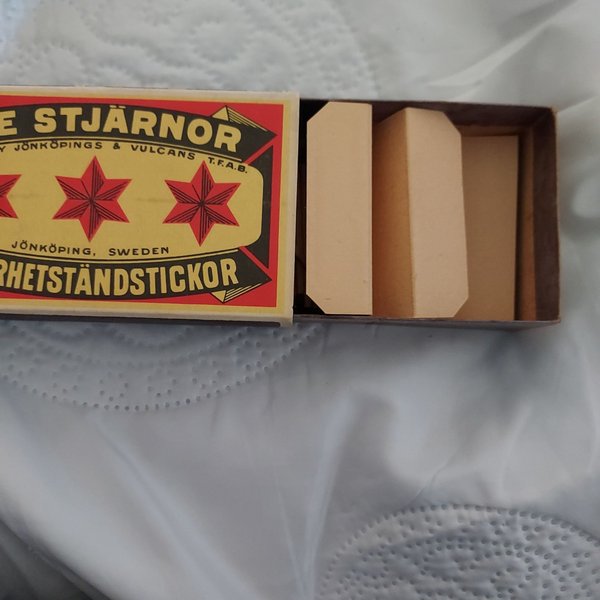 E STJÄRNOR
Y JÖNKÖPINGS & VULCANS T.F.A.B.
JÖNKÖPING, SWEDEN
RHETSTÄNDSTICKOR